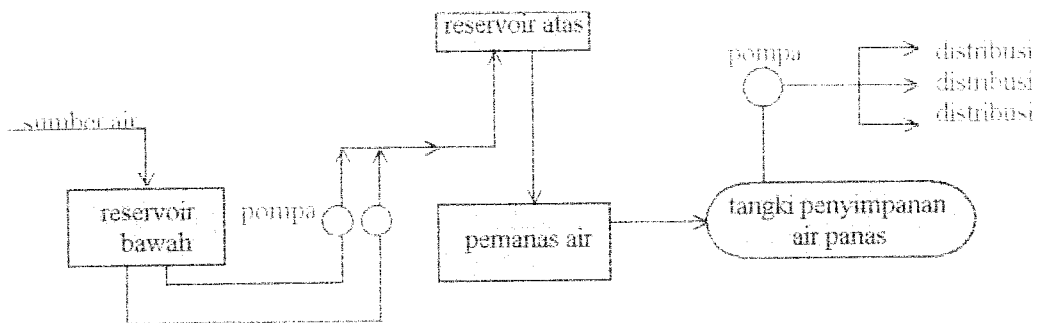 reservoir atas
pompa
distribusi
distribusi
distribusi
sumber air
reservoir
bawah
pompa
pemanas air
tangki penyimpanan
air panas